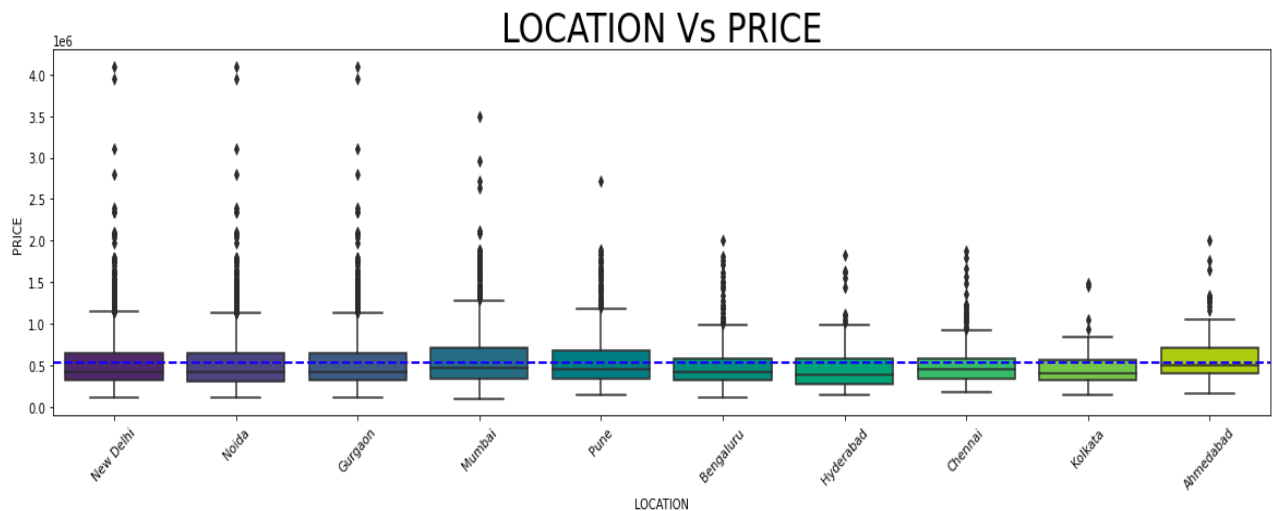 LOCATION Vs PRICE
1e6
4.0
3.5
3.0
2.5
2.0
1.5
1.0
0.5
0.0
PRICE
New Delhi
Noida
Gurgaon
Mumbai
Pune
Bengaluru
Hyderabad
Chennai
Kolkata
Ahmedabad
LOCATION